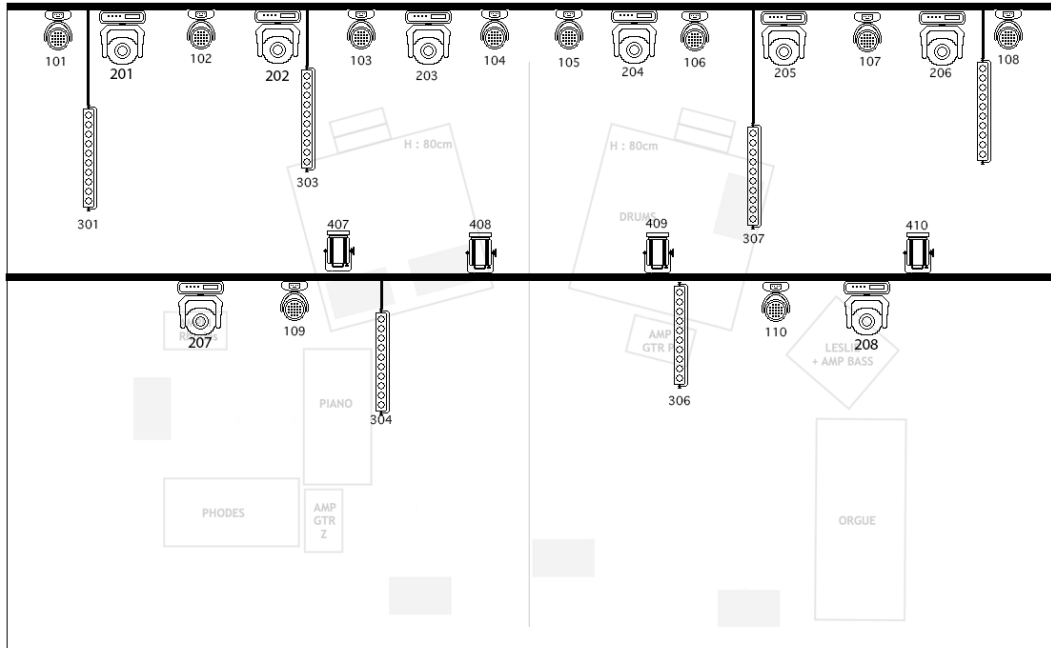 101
201
102
202
103
203
104
105
204
106
205
107
206
108
H : 80cm
H : 80cm
303
DRUMS
301
407
408
409
307
410
207
109
110
208
AMP
GTR
LESLIE
+ AMP BASS
304
306
PIANO
PHODES
AMP
GTR
Z
ORGUE